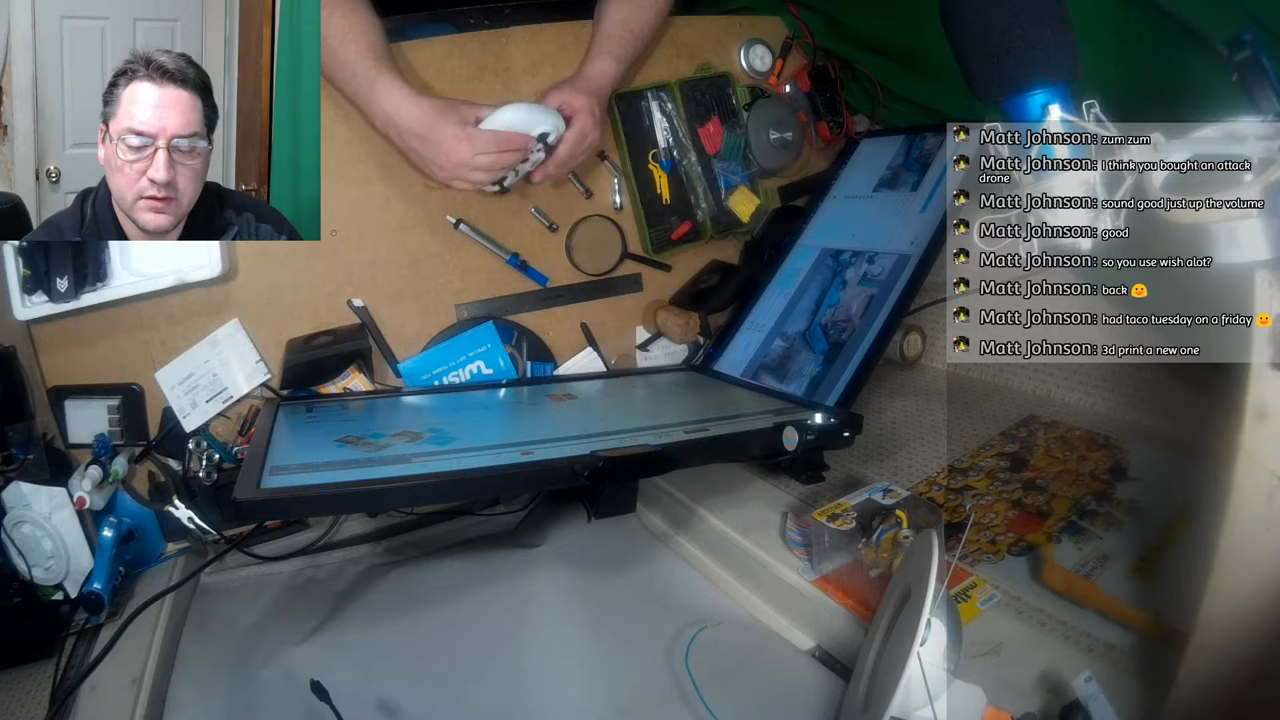 Matt Johnson: zum zum
Matt Johnson: I think you bought an attack
drone
Matt Johnson: sound good just up the volume
Matt Johnson: good
Matt Johnson: so you use wish alot?
Matt Johnson: back 😛
Matt Johnson: had taco tuesday on a friday 😛
Matt Johnson: 3d print a new one
wish